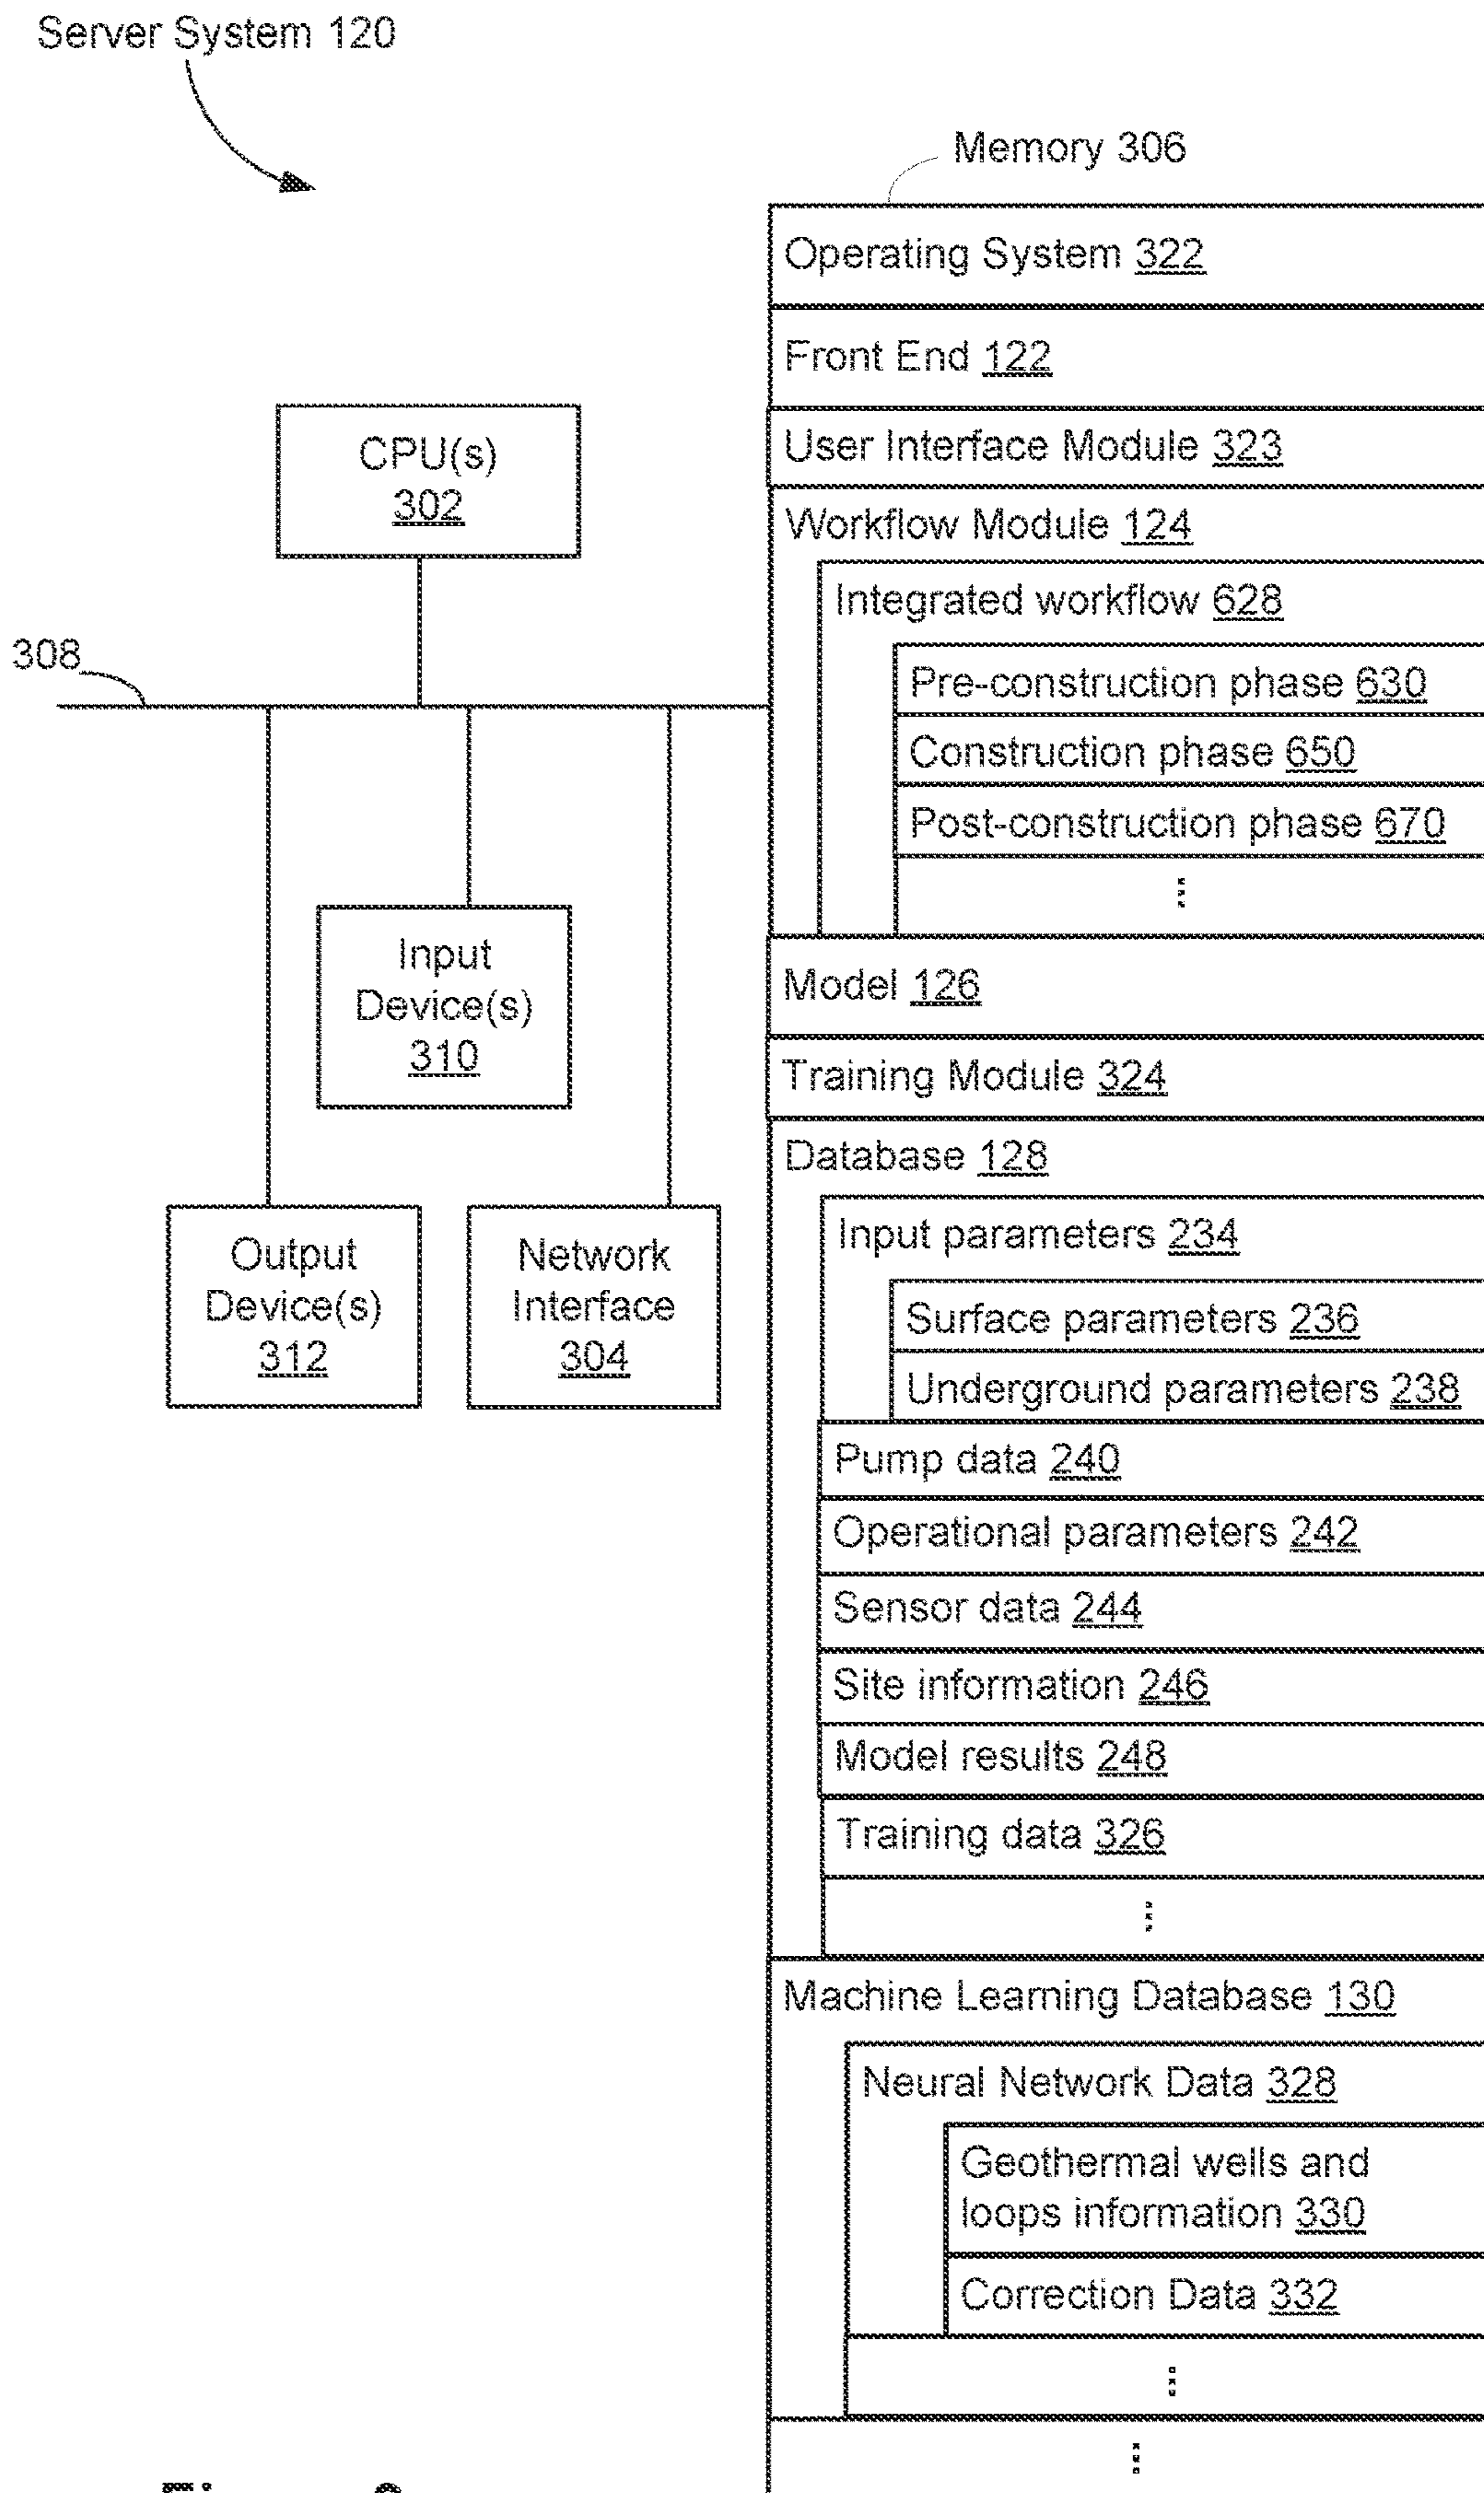 Server System 120
Memory 306
Operating System 322
Front End 122
User Interface Module 323
CPU(s)
302
Workflow Module 124
Integrated workflow 628
308
Pre-construction phase 630
Construction phase 650
Post-construction phase 670
⋮
Input
Device(s)
310
Model 126
Training Module 324
Database 128
Input parameters 234
Output
Device(s)
312
Network
Interface
304
Surface parameters 236
Underground parameters 238
Pump data 240
Operational parameters 242
Sensor data 244
Site information 246
Model results 248
Training data 326
⋮
Machine Learning Database 130
Neural Network Data 328
Geothermal wells and
loops information 330
Correction Data 332
⋮
⋮